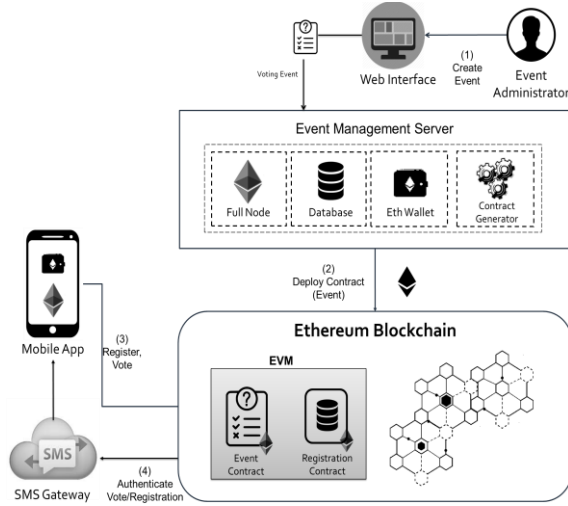 (1)
Create
Event
Web Interface
Event
Administrator
Voting Event
Event Management Server
Full Node
Database
Eth Wallet
Contract
Generator
(2)
Deploy Contract
(Event)
Mobile App
(3)
Register,
Vote
Ethereum Blockchain
EVM
Event
Contract
Registration
Contract
SMS
SMS Gateway
(4)
Authenticate
Vote/Registration